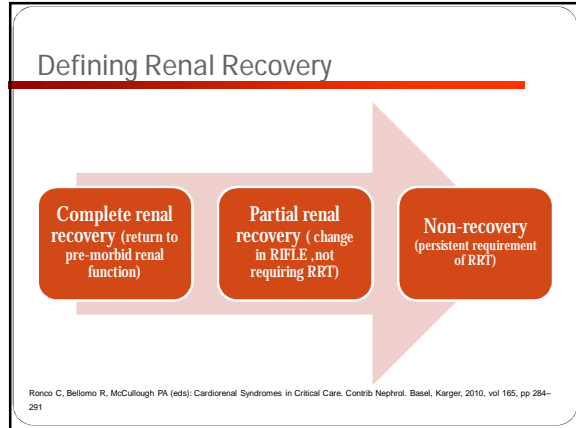 Defining Renal Recovery
Complete renal
recovery (return to
pre-morbid renal
function)
Partial renal
recovery ( change
in RIFLE ,not
requiring RRT)
Non-recovery
(persistent requirement
of RRT)
Ronco C, Bellomo R, McCullough PA (eds): Cardiorenal Syndromes in Critical Care. Contrib Nephrol. Basel, Karger, 2010, vol 165, pp 284–
291